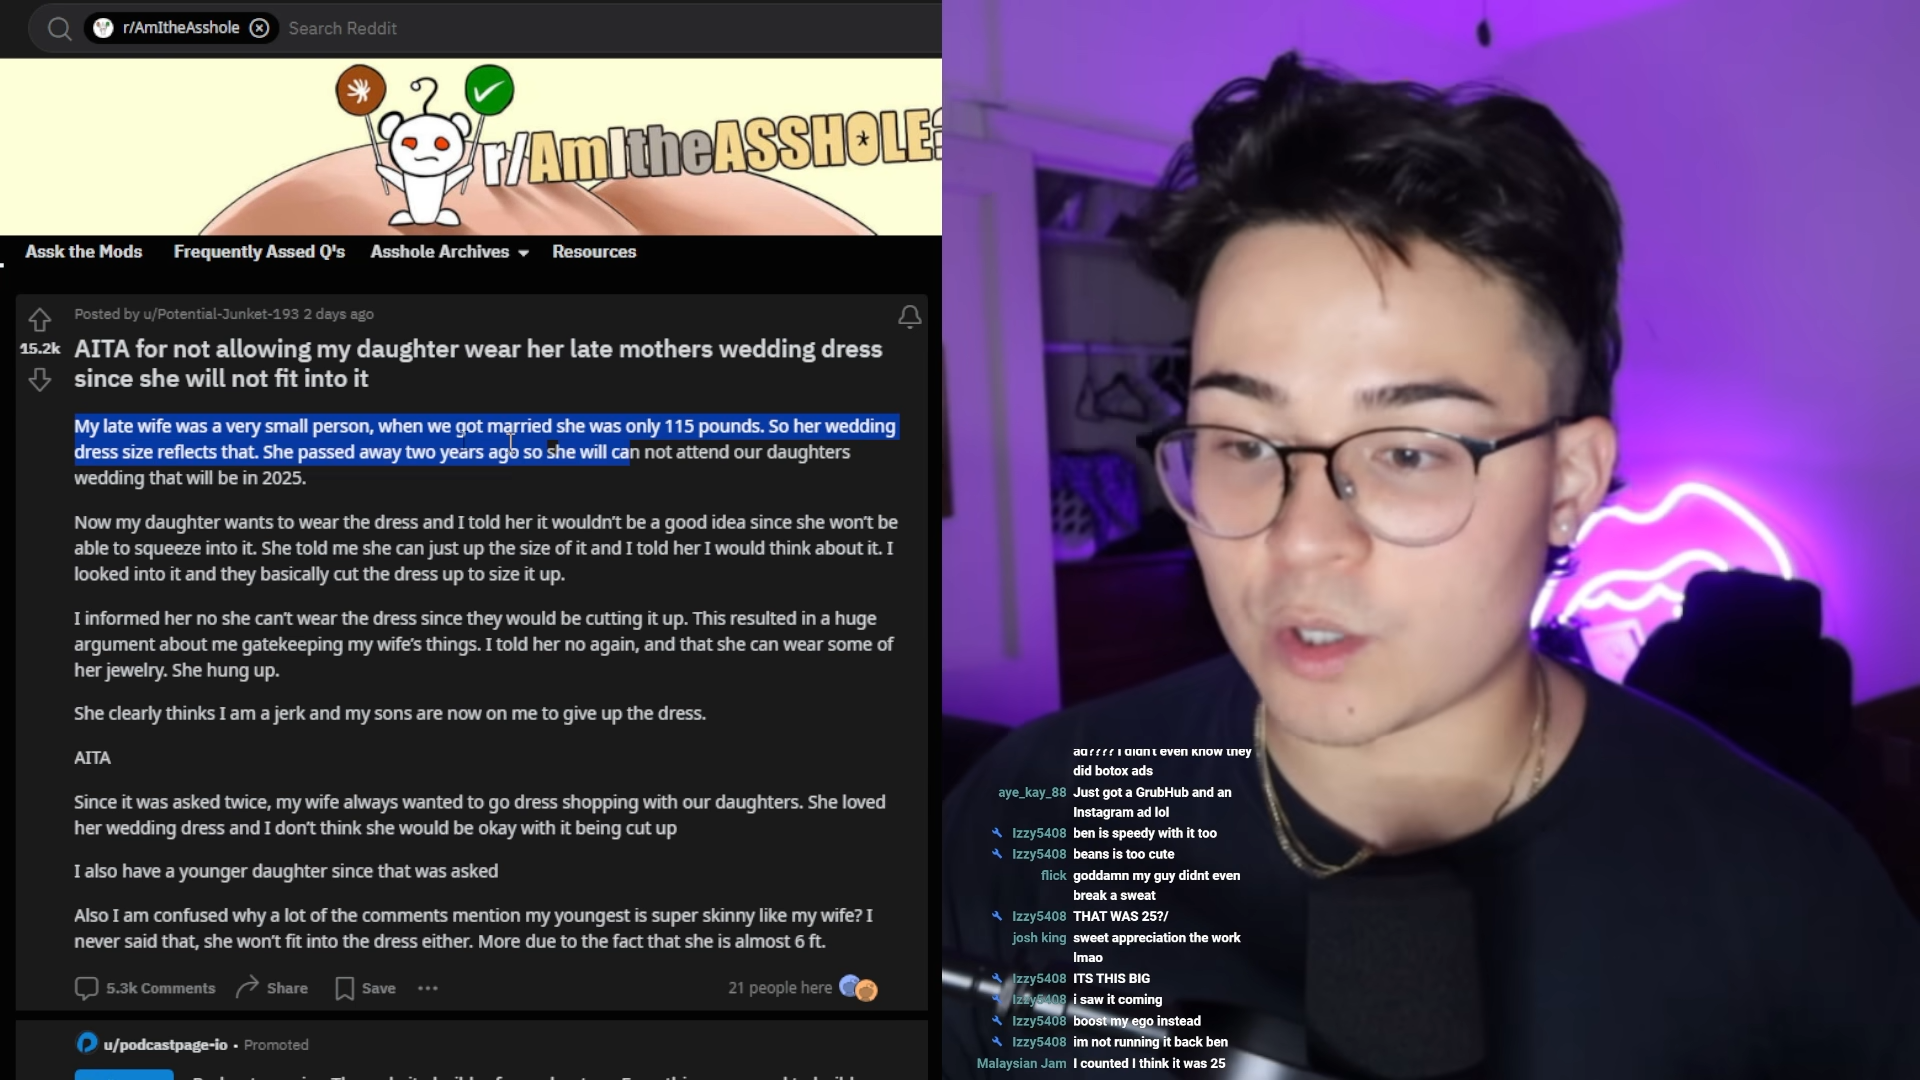 r/AmItheAsshole
Search Reddit
r/AmItheASSHOLE
Assk the Mods
Frequently Assed Q's
Asshole Archives
Resources
Posted by u/Potential-Junket-193 2 days ago
15.2k
AITA for not allowing my daughter wear her late mothers wedding dress
since she will not fit into it
My late wife was a very small person, when we got married she was only 115 pounds. So her wedding
dress size reflects that. She passed away two years ago so she will can not attend our daughters
wedding that will be in 2025.
Now my daughter wants to wear the dress and I told her it wouldn't be a good idea since she won't be
able to squeeze into it. She told me she can just up the size of it and I told her I would think about it. I
looked into it and they basically cut the dress up to size it up.
I informed her no she can't wear the dress since they would be cutting it up. This resulted in a huge
argument about me gatekeeping my wife's things. I told her no again, and that she can wear some of
her jewelry. She hung up.
She clearly thinks I am a jerk and my sons are now on me to give up the dress.
AITA
Since it was asked twice, my wife always wanted to go dress shopping with our daughters. She loved
her wedding dress and I don't think she would be okay with it being cut up
I also have a younger daughter since that was asked
Also I am confused why a lot of the comments mention my youngest is super skinny like my wife? I
never said that, she won't fit into the dress either. More due to the fact that she is almost 6 ft.
5.3k Comments
Share
Save
21 people here
u/podcastpage-io • Promoted
ad???? I didn't even know they
did botox ads
aye_kay_88 Just got a GrubHub and an
Instagram ad lol
Izzy5408 ben is speedy with it too
Izzy5408 beans is too cute
flick goddamn my guy didnt even
break a sweat
Izzy5408 THAT WAS 25?/
josh king sweet appreciation the work
lmao
Izzy5408 ITS THIS BIG
Izzy5408 i saw it coming
Izzy5408 boost my ego instead
Izzy5408 im not running it back ben
Malaysian Jam I counted I think it was 25